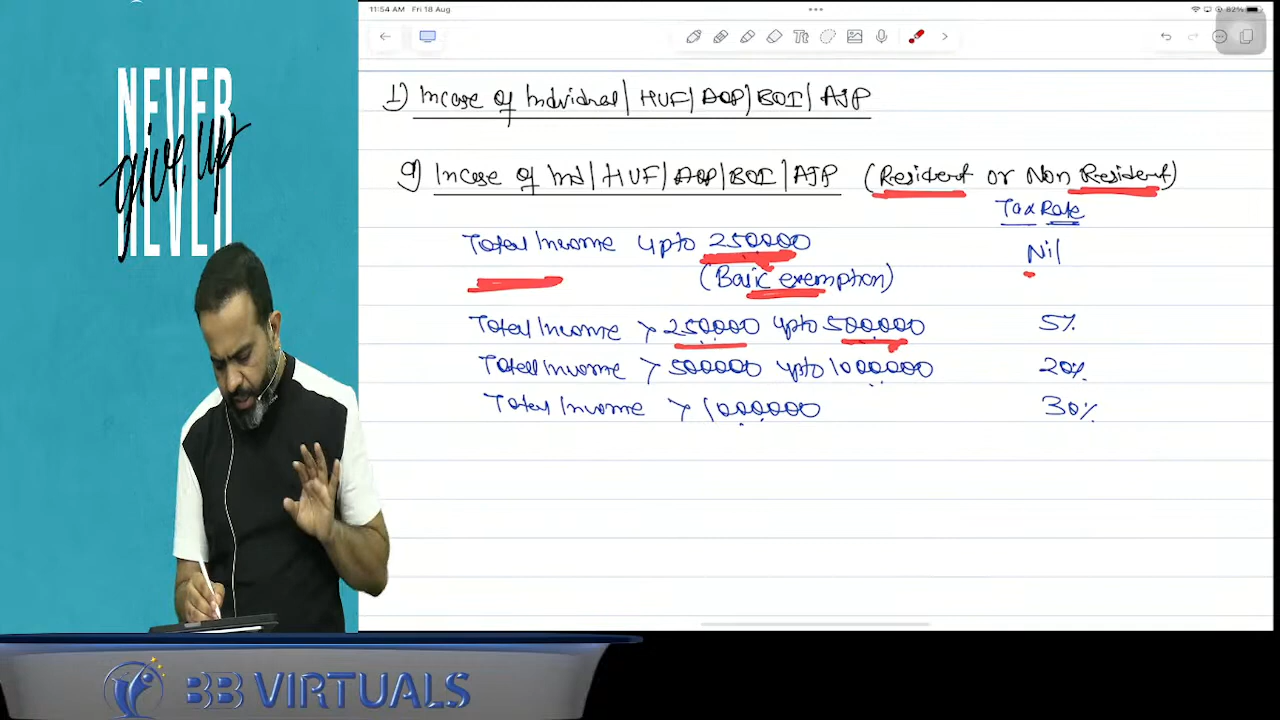 11:54 AM Fri 18 Aug
82%
NEVER
give up
NEVER
1) Incase of Individual | HUF | AOP | BOI | AJP
a) Incase of Ind | HUF | AOP | BOI | AJP (Resident or Non Resident)
Tax Rate
Total Income upto 250000 Nil
(Basic exemption)
Total Income > 250000 upto 500000 5%
Total Income > 500000 upto 1000000 20%
Total Income > 1000000 30%
BB VIRTUALS